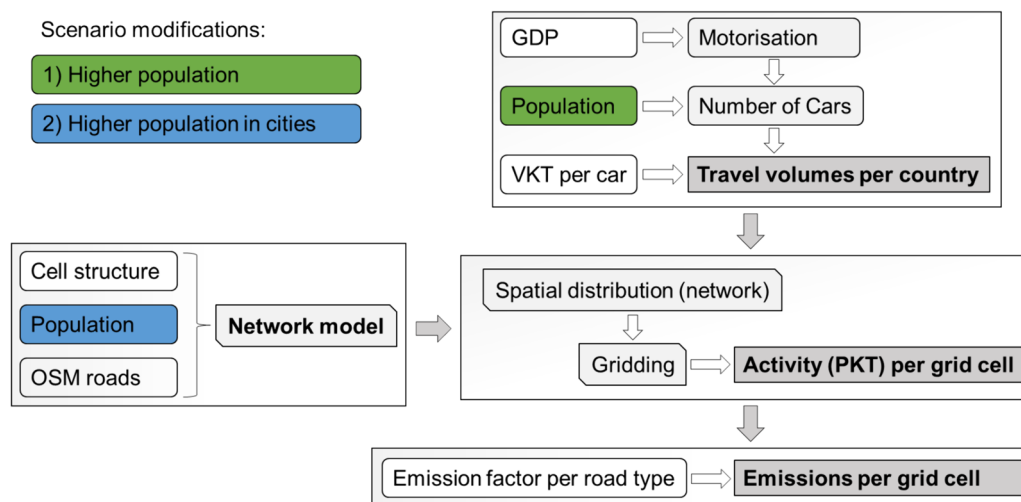 Scenario modifications:
1) Higher population
2) Higher population in cities
GDP
Motorisation
Population
Number of Cars
VKT per car
Travel volumes per country
Cell structure
Population
OSM roads
Network model
Spatial distribution (network)
Gridding
Activity (PKT) per grid cell
Emission factor per road type
Emissions per grid cell